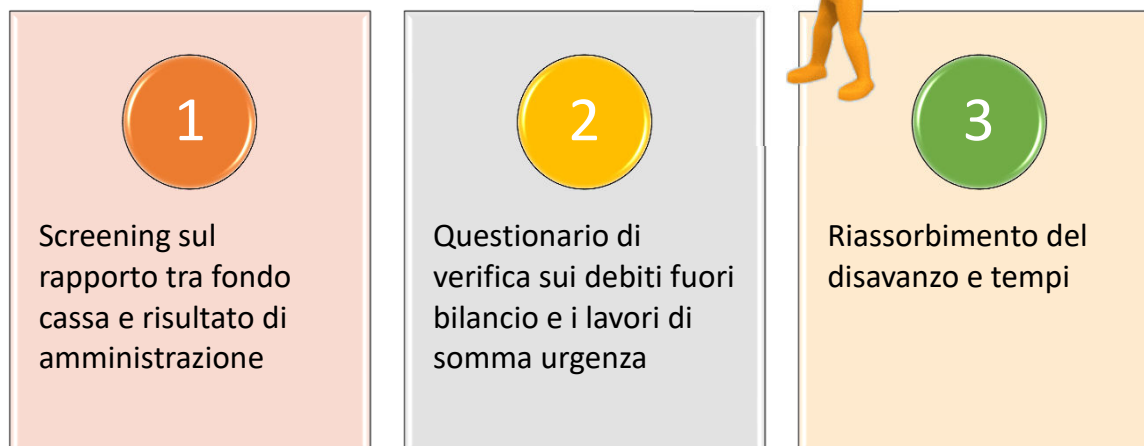 1
Screening sul
rapporto tra fondo
cassa e risultato di
amministrazione
2
Questionario di
verifica sui debiti fuori
bilancio e i lavori di
somma urgenza
3
Riassorbimento del
disavanzo e tempi